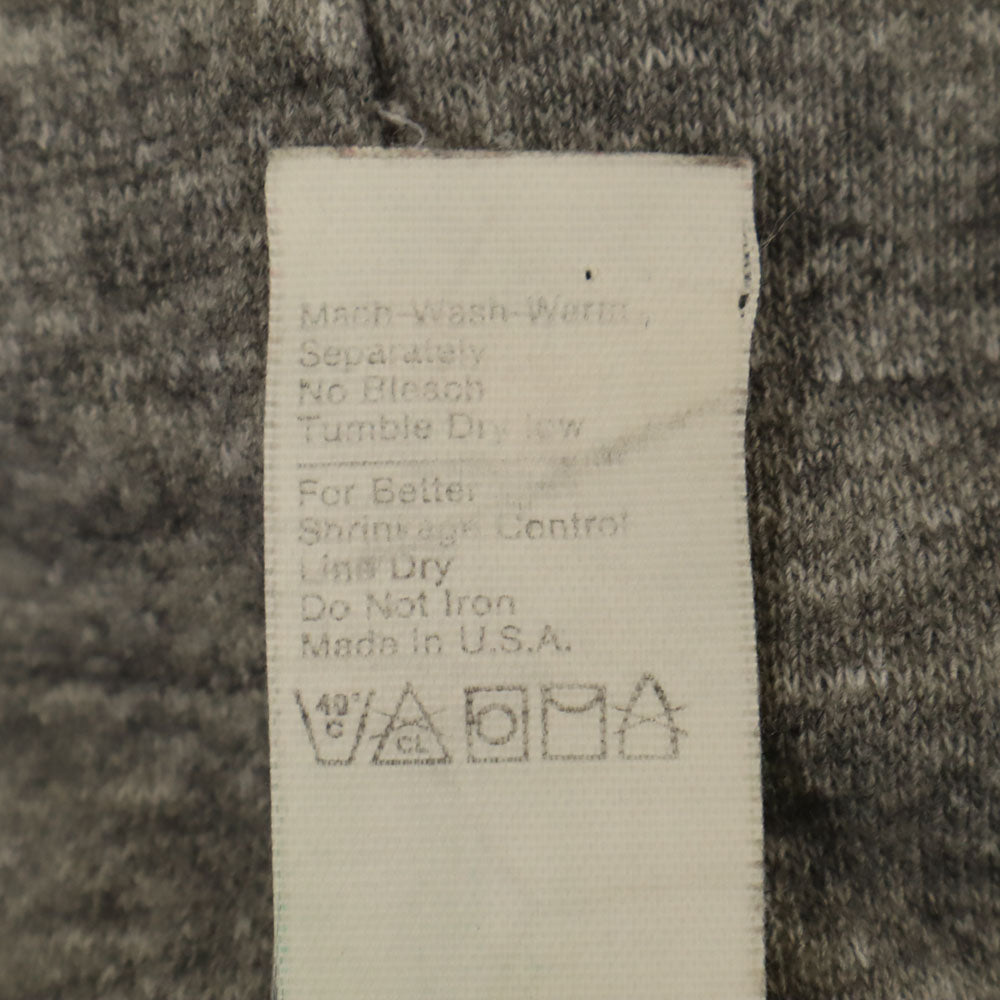 Mach-Wash-Warm,
Separately
No Bleach
Tumble Dry low
For Better
Shrinkage Control
Line Dry
Do Not Iron
Made in U.S.A.
40° C CL